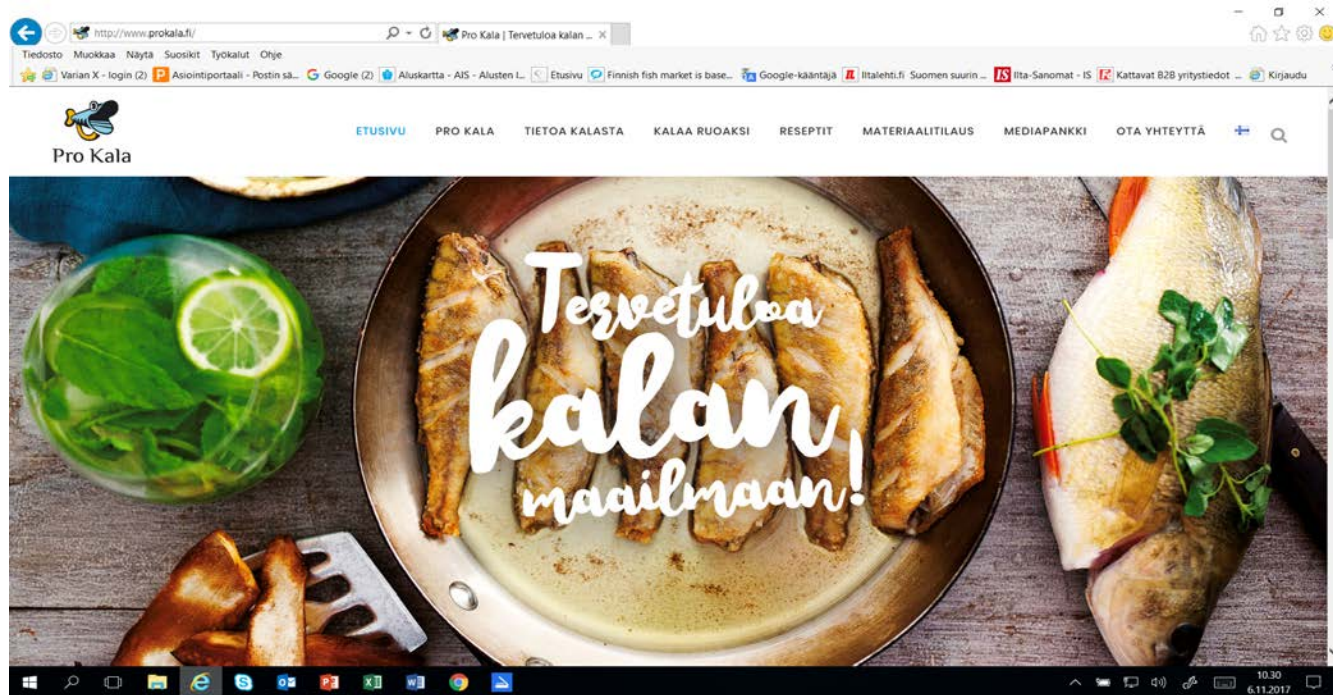 http://www.prokala.fi/
Pro Kala | Tervetuloa kalan ...
Tiedosto Muokkaa Näytä Suosikit Työkalut Ohje
Varian X - login (2) Asiointiportaali - Postin sä... Google (2) Aluskartta - AIS - Alusten l... Etusivu Finnish fish market is base... Google-kääntäjä Iltalehti.fi Suomen suurin ... IS Ilta-Sanomat - IS Kattavat B2B yritystiedot ... Kirjaudu
Pro Kala
ETUSIVU PRO KALA TIETOA KALASTA KALAA RUOAKSI RESEPTIT MATERIAALITILAUS MEDIAPANKKI OTA YHTEYTTÄ
Tervetuloa
kalan
maailmaan!
10.30
6.11.2017